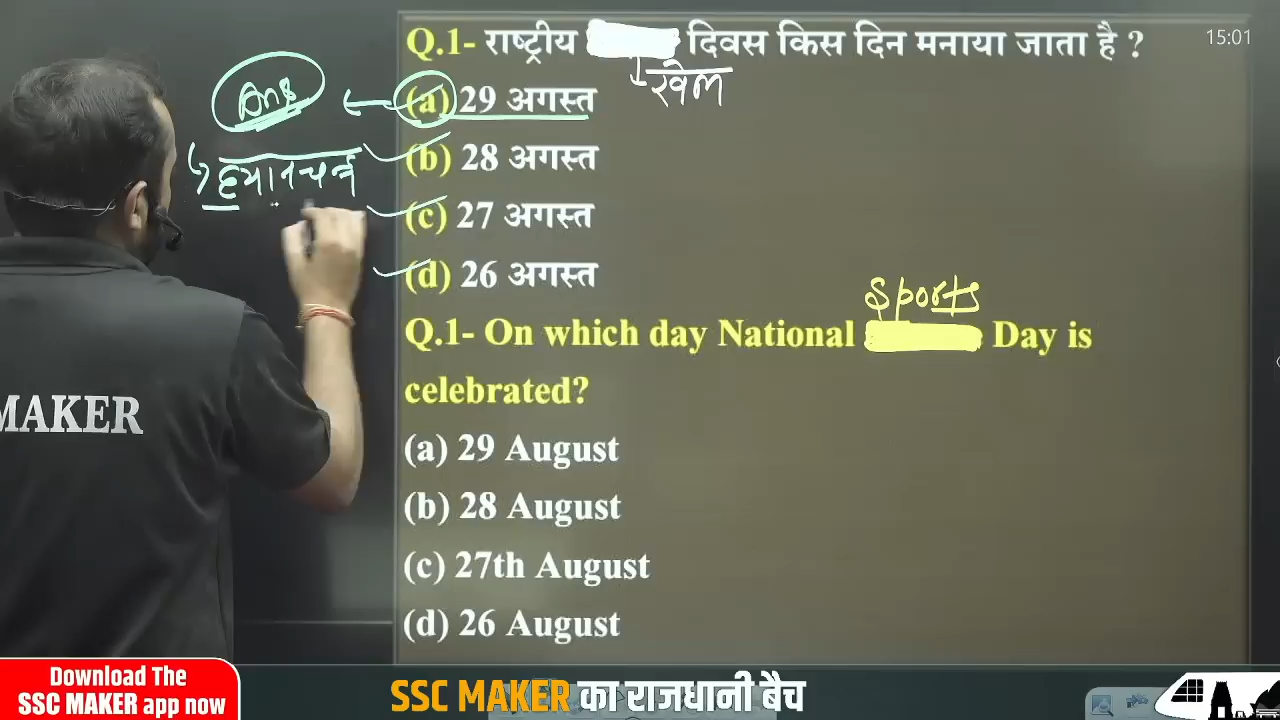 Q.1- राष्ट्रीय दिवस किस दिन मनाया जाता है ?
15:01
खेल
Ans
(a) 29 अगस्त
(b) 28 अगस्त
ध्यानचन्द्र
(c) 27 अगस्त
(d) 26 अगस्त
Sports
Q.1- On which day National Day is
celebrated?
(a) 29 August
(b) 28 August
(c) 27th August
(d) 26 August
MAKER
Download The
SSC MAKER app now
SSC MAKER का राजधानी बैच